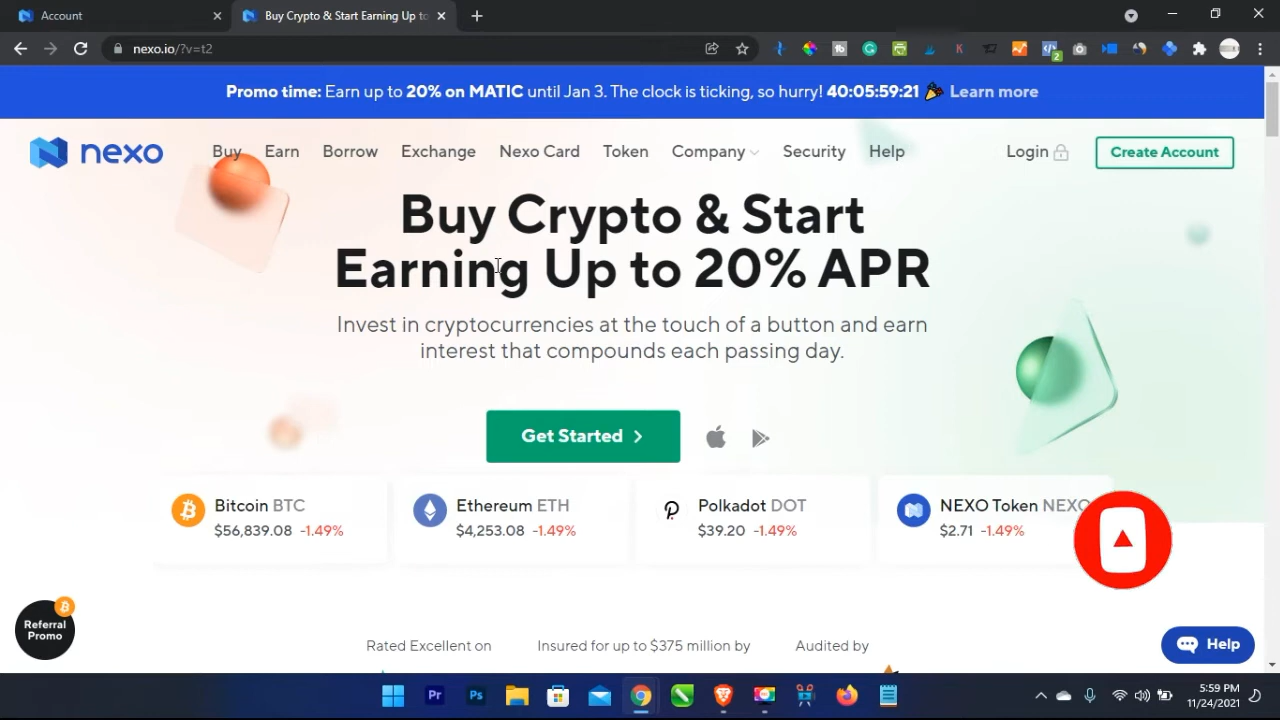 Account
Buy Crypto & Start Earning Up to
nexo.io/?v=t2
2
Promo time: Earn up to 20% on MATIC until Jan 3. The clock is ticking, so hurry! 40:05:59:21 Learn more
nexo
Buy Earn Borrow Exchange Nexo Card Token Company Security Help Login Create Account
Buy Crypto & Start
Earning Up to 20% APR
Invest in cryptocurrencies at the touch of a button and earn
interest that compounds each passing day.
Get Started
Bitcoin BTC
$56,839.08 -1.49%
Ethereum ETH
$4,253.08 -1.49%
Polkadot DOT
$39.20 -1.49%
NEXO Token NEXO
$2.71 -1.49%
Referral
Promo
Rated Excellent on
Insured for up to $375 million by
Audited by
Help
Pr
Ps
5:59 PM
11/24/2021